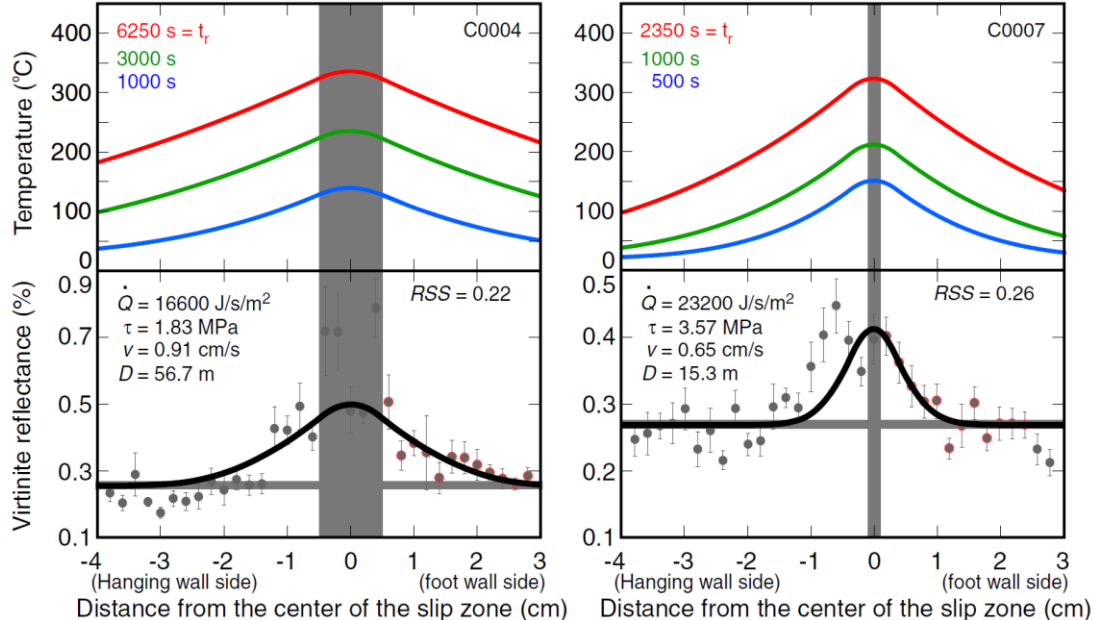 450
6250 s = tr
C0004
3000 s
1000 s
300
200
100
0
Temperature (°C)
400
2350 s = tr
C0007
1000 s
500 s
300
200
100
0
0.9
Q̇ = 16600 J/s/m²
RSS = 0.22
τ = 1.83 MPa
v = 0.91 cm/s
D = 56.7 m
0.7
0.5
0.3
0.1
Virtinite reflectance (%)
0.5
Q̇ = 23200 J/s/m²
RSS = 0.26
τ = 3.57 MPa
v = 0.65 cm/s
D = 15.3 m
0.4
0.3
0.2
0.1
-4 -3 -2 -1 0 1 2 3
(Hanging wall side) (foot wall side)
Distance from the center of the slip zone (cm)
-4 -3 -2 -1 0 1 2 3
(Hanging wall side) (foot wall side)
Distance from the center of the slip zone (cm)